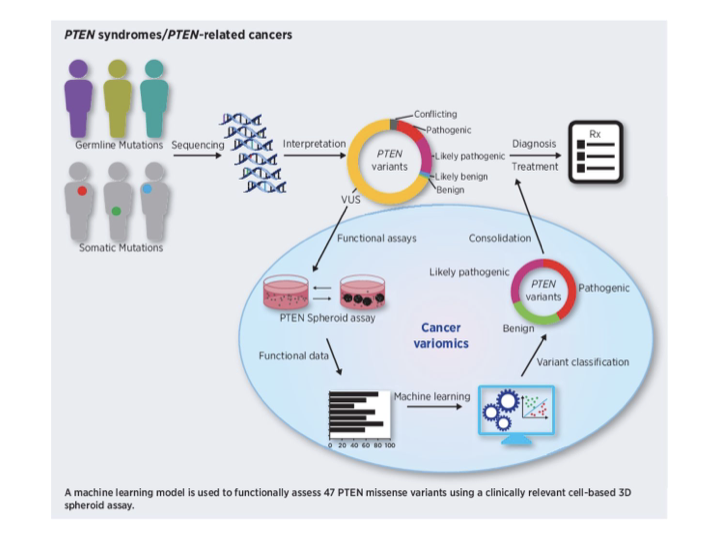 PTEN syndromes/PTEN-related cancers
Germline Mutations
Sequencing
Interpretation
PTEN
variants
Conflicting
Pathogenic
Likely pathogenic
Likely benign
Benign
VUS
Diagnosis
Treatment
Rx
Somatic Mutations
Functional assays
Consolidation
PTEN Spheroid assay
Likely pathogenic
PTEN
variants
Pathogenic
Benign
Cancer
variomics
Functional data
Variant classification
Machine learning
0 20 40 60 80 100
A machine learning model is used to functionally assess 47 PTEN missense variants using a clinically relevant cell-based 3D
spheroid assay.